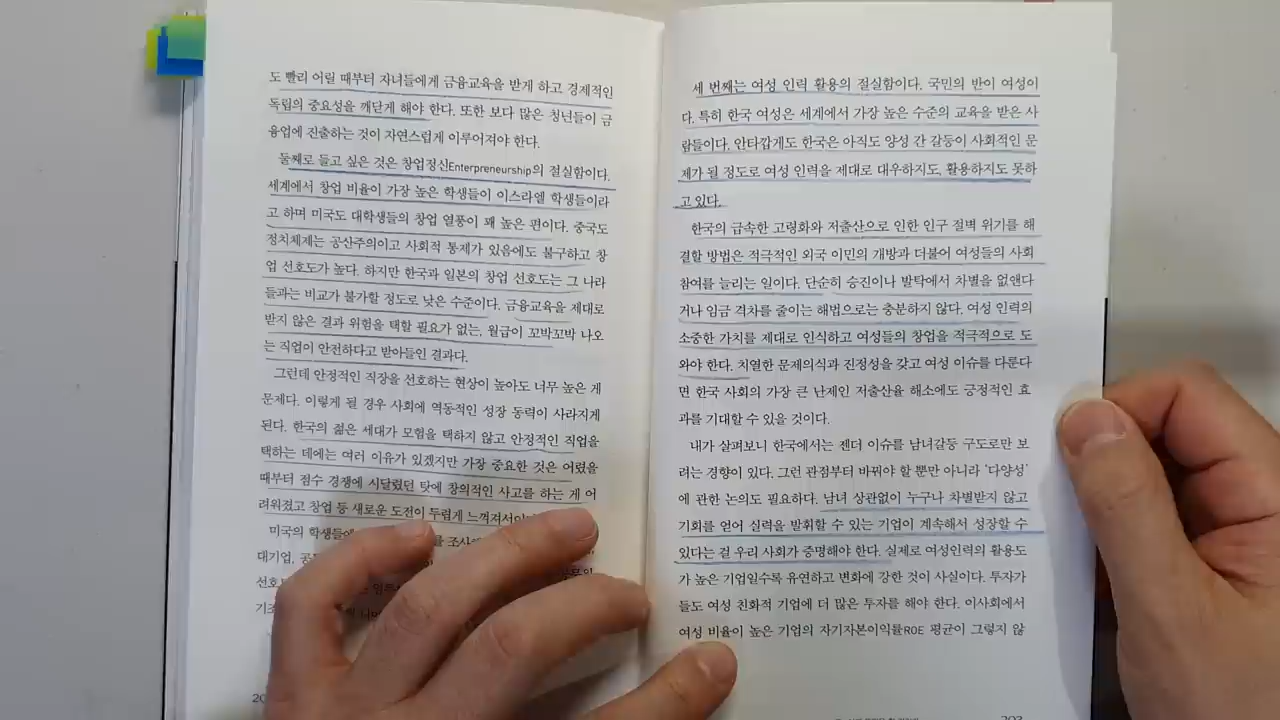 도 빨리 어릴 때부터 자녀들에게 금융교육을 받게 하고 경제적인
독립의 중요성을 깨닫게 해야 한다. 또한 보다 많은 청년들이 금
융업에 진출하는 것이 자연스럽게 이루어져야 한다.
둘째로 들고 싶은 것은 창업정신Enterpreneurship의 절실함이다.
세계에서 창업 비율이 가장 높은 학생들이 이스라엘 학생들이라
고 하며 미국도 대학생들의 창업 열풍이 꽤 높은 편이다. 중국도
정치체제는 공산주의이고 사회적 통제가 있음에도 불구하고 창
업 선호도가 높다. 하지만 한국과 일본의 창업 선호도는 그 나라
들과는 비교가 불가할 정도로 낮은 수준이다. 금융교육을 제대로
받지 않은 결과 위험을 택할 필요가 없는, 월급이 꼬박꼬박 나오
는 직업이 안전하다고 받아들인 결과다.
그런데 안정적인 직장을 선호하는 현상이 높아도 너무 높은 게
문제다. 이렇게 될 경우 사회에 역동적인 성장 동력이 사라지게
된다. 한국의 젊은 세대가 모험을 택하지 않고 안정적인 직업을
택하는 데에는 여러 이유가 있겠지만 가장 중요한 것은 어렸을
때부터 점수 경쟁에 시달렸던 탓에 창의적인 사고를 하는 게 어
려워졌고 창업 등 새로운 도전이 두렵게 느껴져서
미국의 학생들에
대기업,
세 번째는 여성 인력 활용의 절실함이다. 국민의 반이 여성이
다. 특히 한국 여성은 세계에서 가장 높은 수준의 교육을 받은 사
람들이다. 안타깝게도 한국은 아직도 양성 간 갈등이 사회적인 문
제가 될 정도로 여성 인력을 제대로 대우하지도, 활용하지도 못하
고 있다.
한국의 급속한 고령화와 저출산으로 인한 인구 절벽 위기를 해
결할 방법은 적극적인 외국 이민의 개방과 더불어 여성들의 사회
참여를 늘리는 일이다. 단순히 승진이나 발탁에서 차별을 없앤다
거나 임금 격차를 줄이는 해법으로는 충분하지 않다. 여성 인력의
소중한 가치를 제대로 인식하고 여성들의 창업을 적극적으로 도
와야 한다. 치열한 문제의식과 진정성을 갖고 여성 이슈를 다룬다
면 한국 사회의 가장 큰 난제인 저출산율 해소에도 긍정적인 효
과를 기대할 수 있을 것이다.
내가 살펴보니 한국에서는 젠더 이슈를 남녀갈등 구도로만 보
려는 경향이 있다. 그런 관점부터 바꿔야 할 뿐만 아니라 '다양성'
에 관한 논의도 필요하다. 남녀 상관없이 누구나 차별받지 않고
기회를 얻어 실력을 발휘할 수 있는 기업이 계속해서 성장할 수
있다는 걸 우리 사회가 증명해야 한다. 실제로 여성인력의 활용도
가 높은 기업일수록 유연하고 변화에 강한 것이 사실이다. 투자가
들도 여성 친화적 기업에 더 많은 투자를 해야 한다. 이사회에서
여성 비율이 높은 기업의 자기자본이익률ROE 평균이 그렇지 않